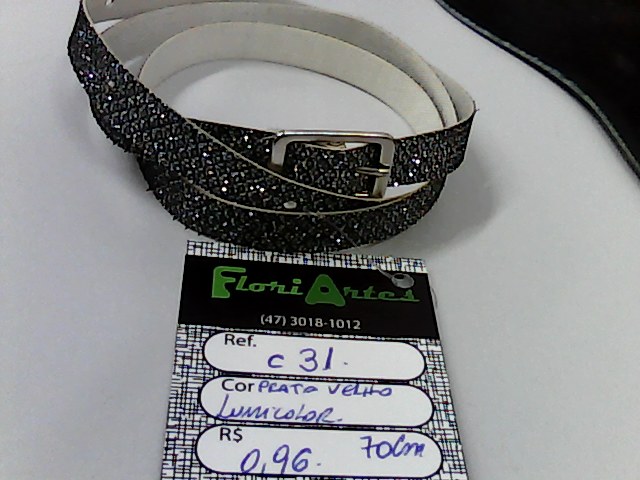 FloriArtes
(47) 3018-1012
Ref. C 31.
Cor PRATA VELHO
Lumicolor.
R$ 0,96. 70cm